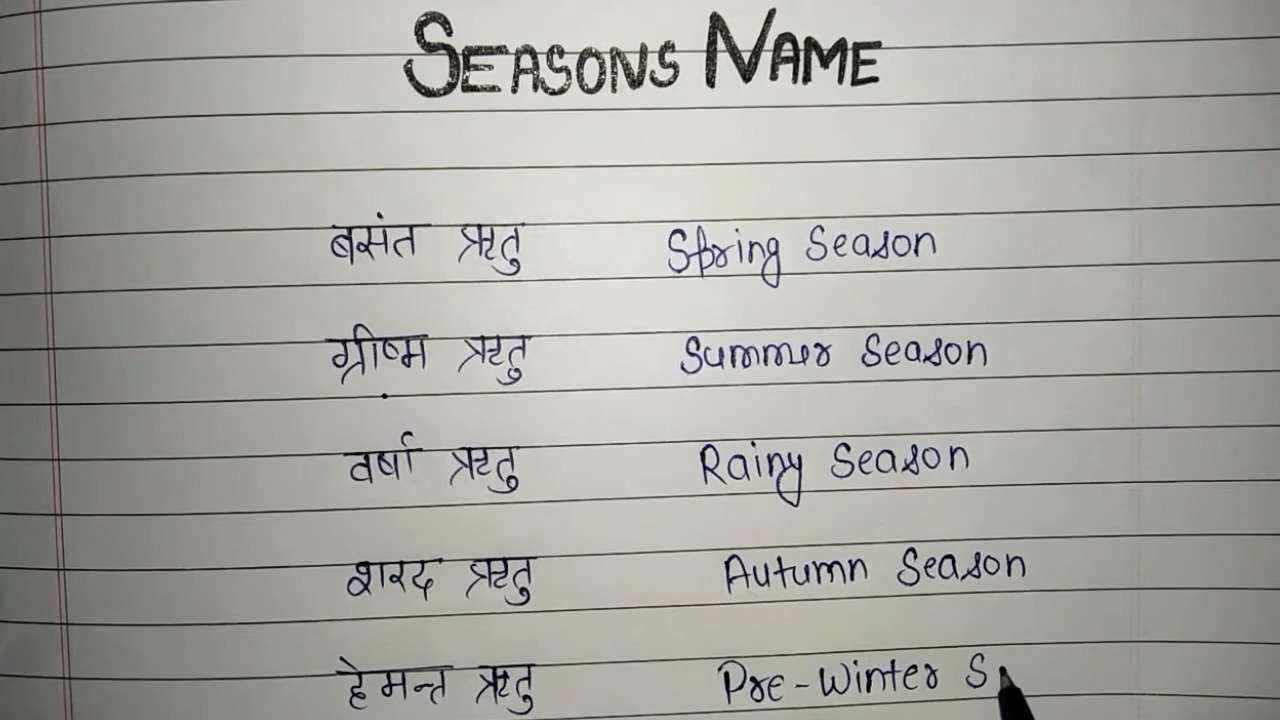 SEASONS NAME
बसंत ऋतु Spring Season
ग्रीष्म ऋतु Summer Season
वर्षा ऋतु Rainy Season
शरद ऋतु Autumn Season
हेमन्त ऋतु Pre-Winter S